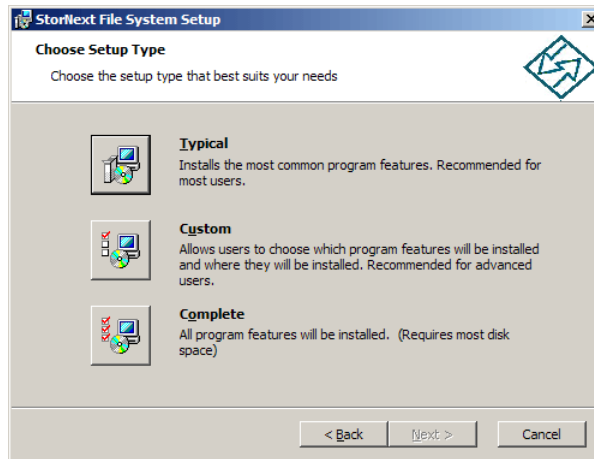 StorNext File System Setup
Choose Setup Type
Choose the setup type that best suits your needs
Typical
Installs the most common program features. Recommended for
most users.
Custom
Allows users to choose which program features will be installed
and where they will be installed. Recommended for advanced
users.
Complete
All program features will be installed. (Requires most disk
space)
< Back
Next >
Cancel